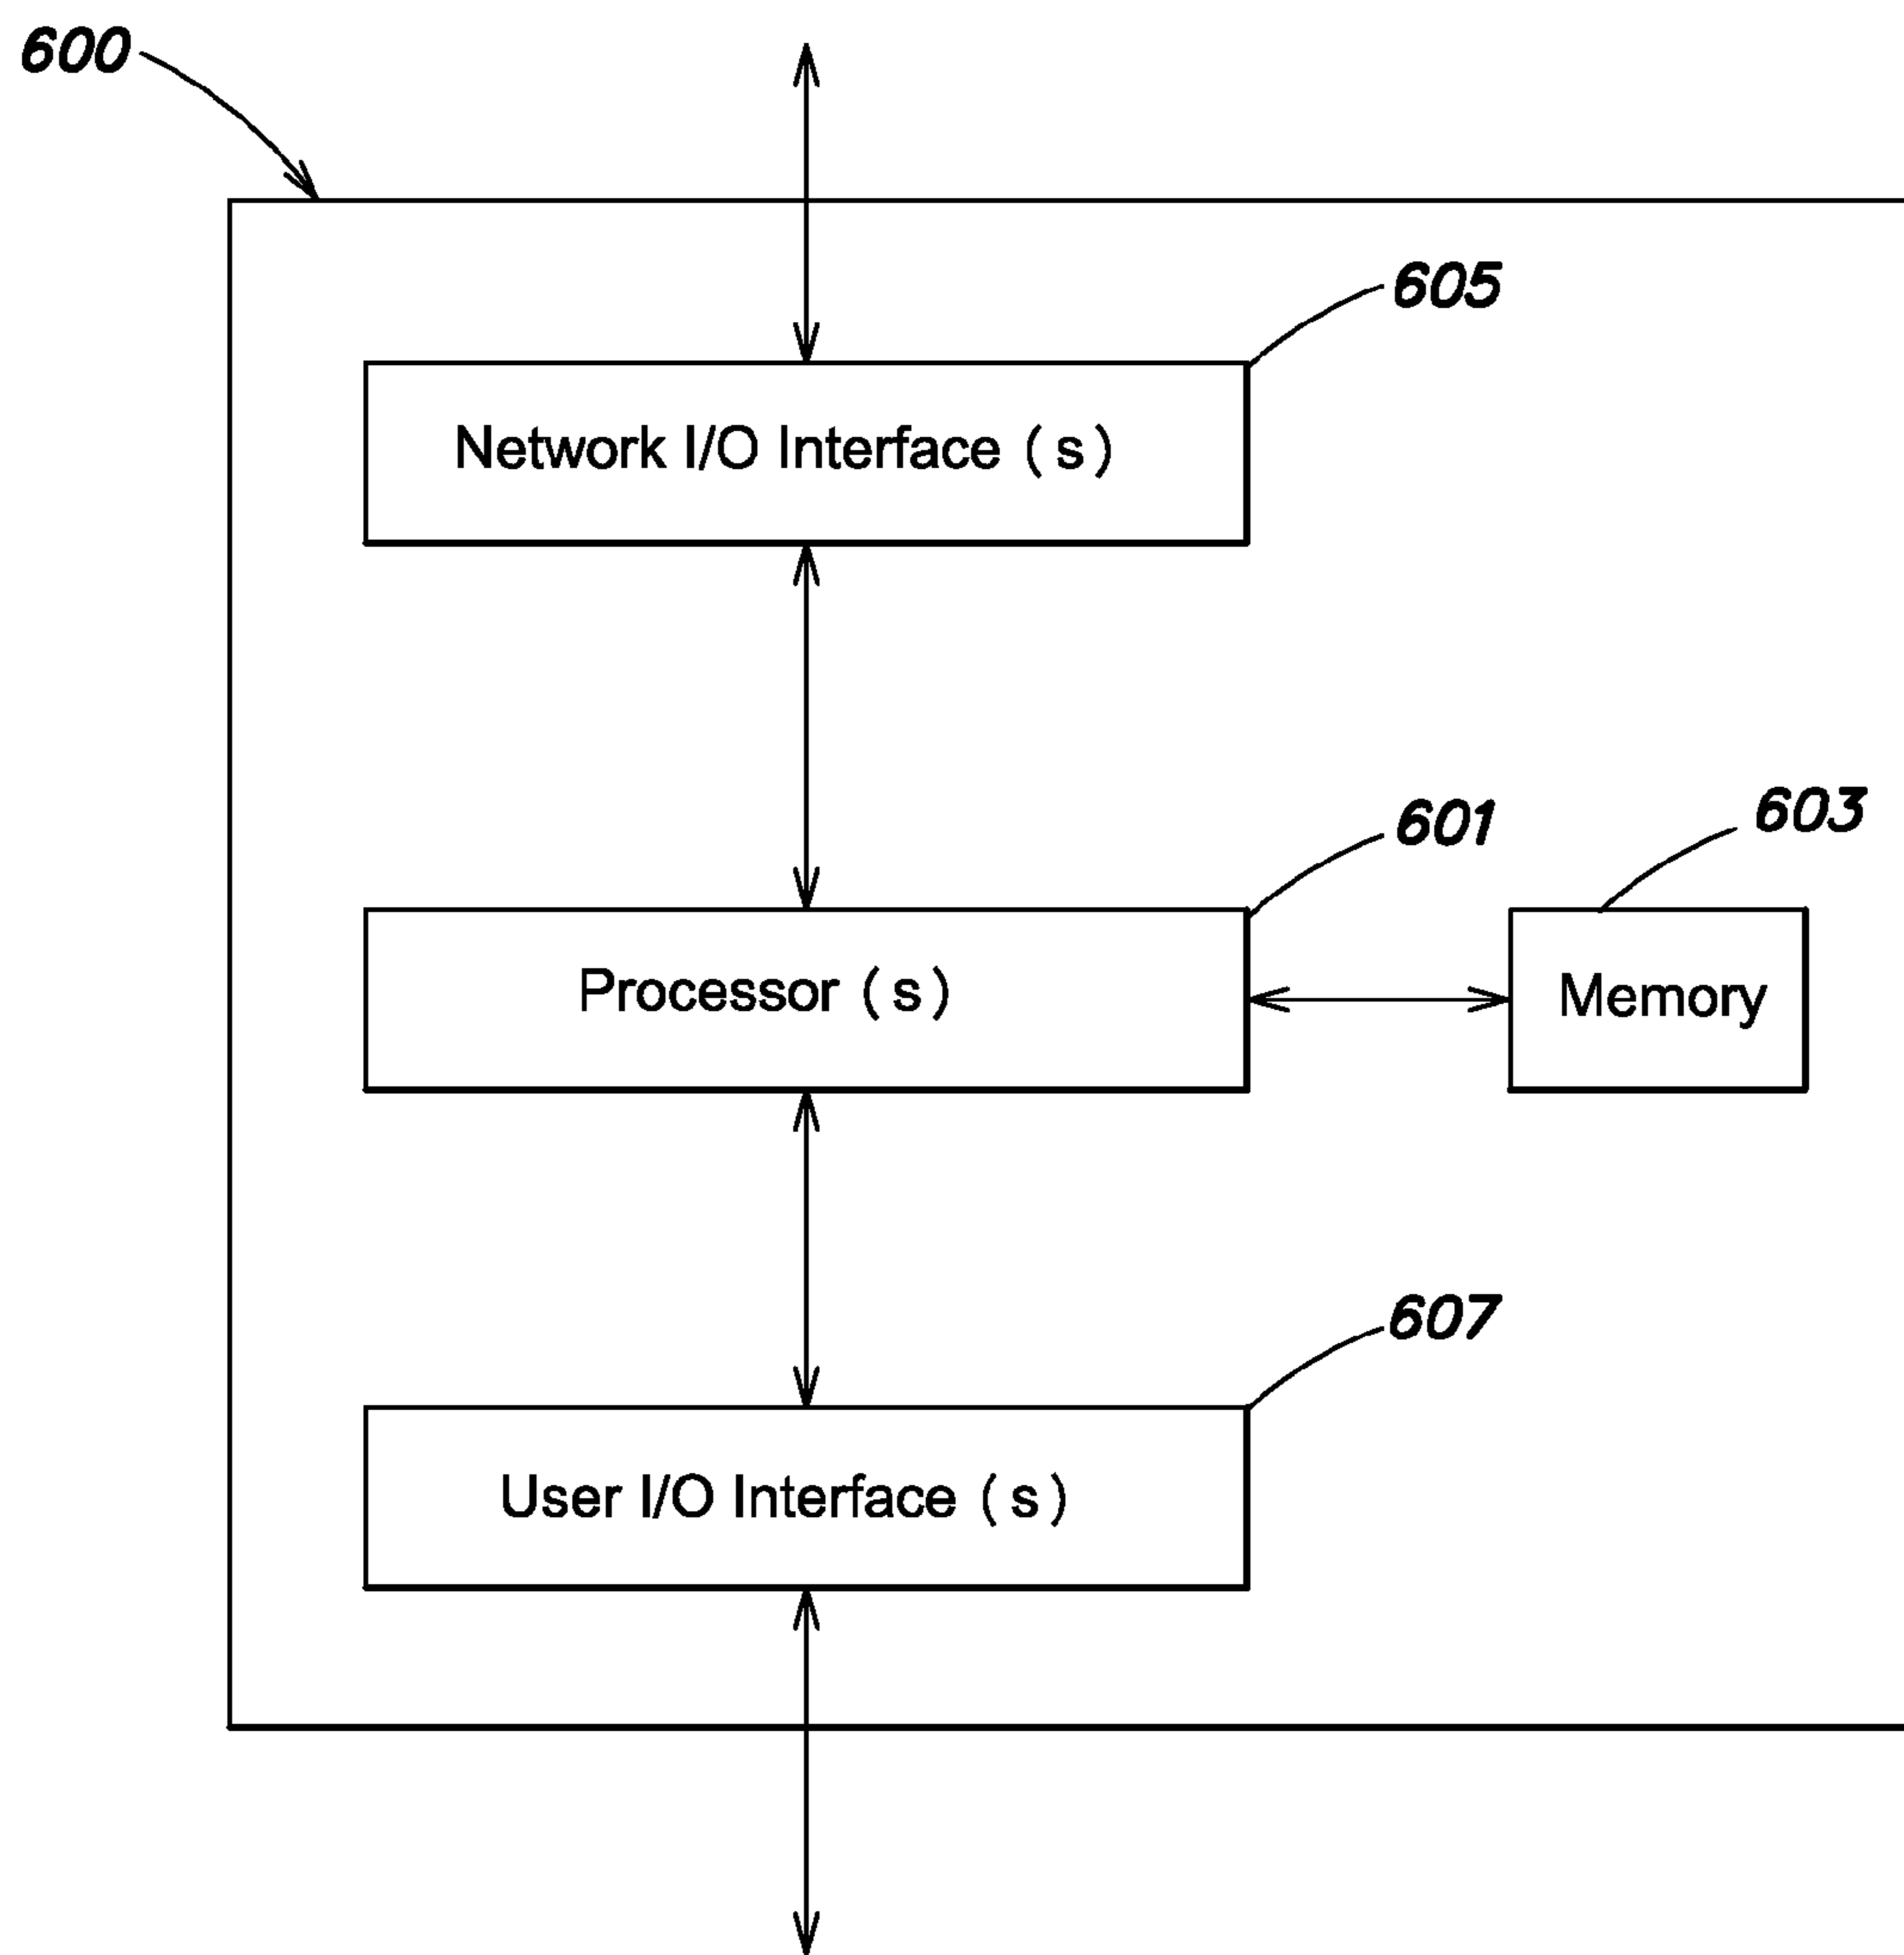 600
605
Network I/O Interface (s)
601
603
Processor (s)
Memory
607
User I/O Interface (s)